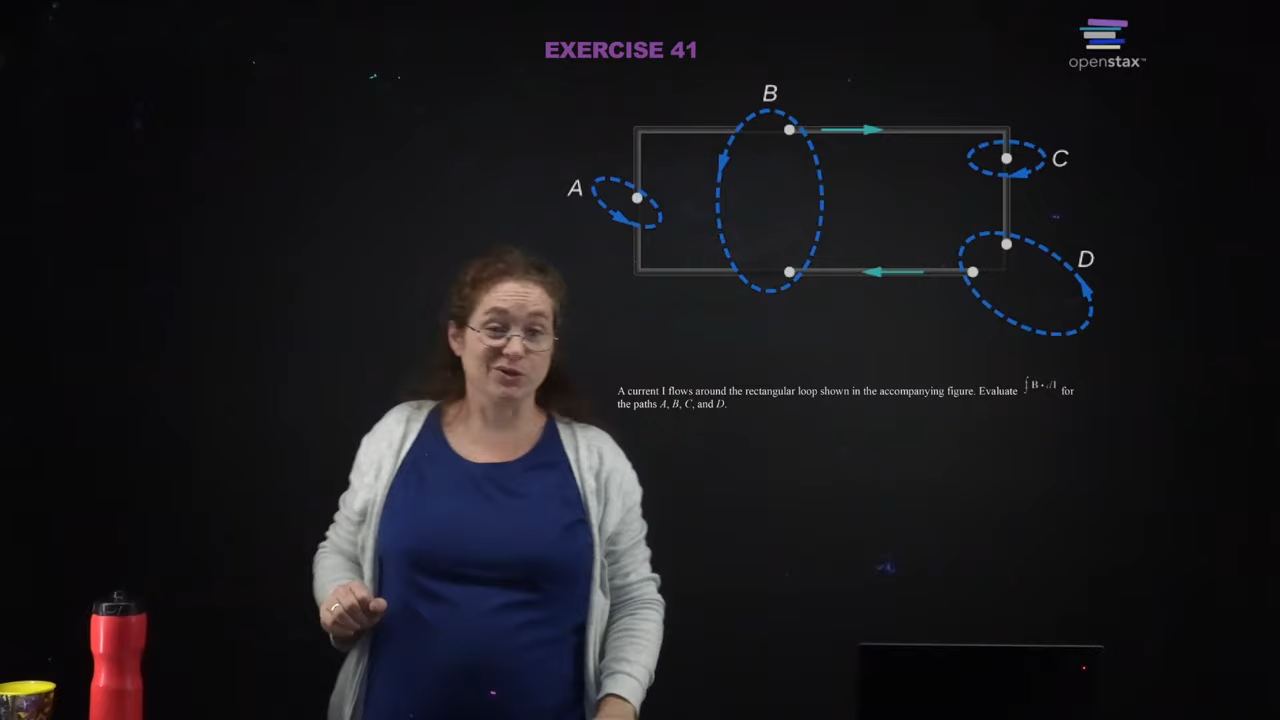 EXERCISE 41
openstax™
B
C
A
D
A current I flows around the rectangular loop shown in the accompanying figure. Evaluate ∫ B • dl for
the paths A, B, C, and D.